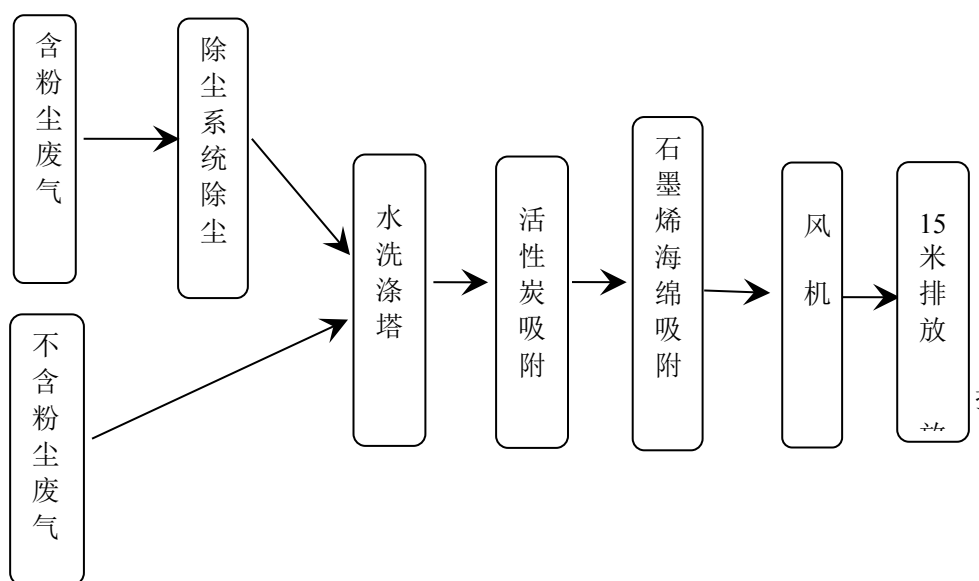 含粉尘废气
除尘系统除尘
不含粉尘废气
水洗涤塔
活性炭吸附
石墨烯海绵吸附
风机
15米排放